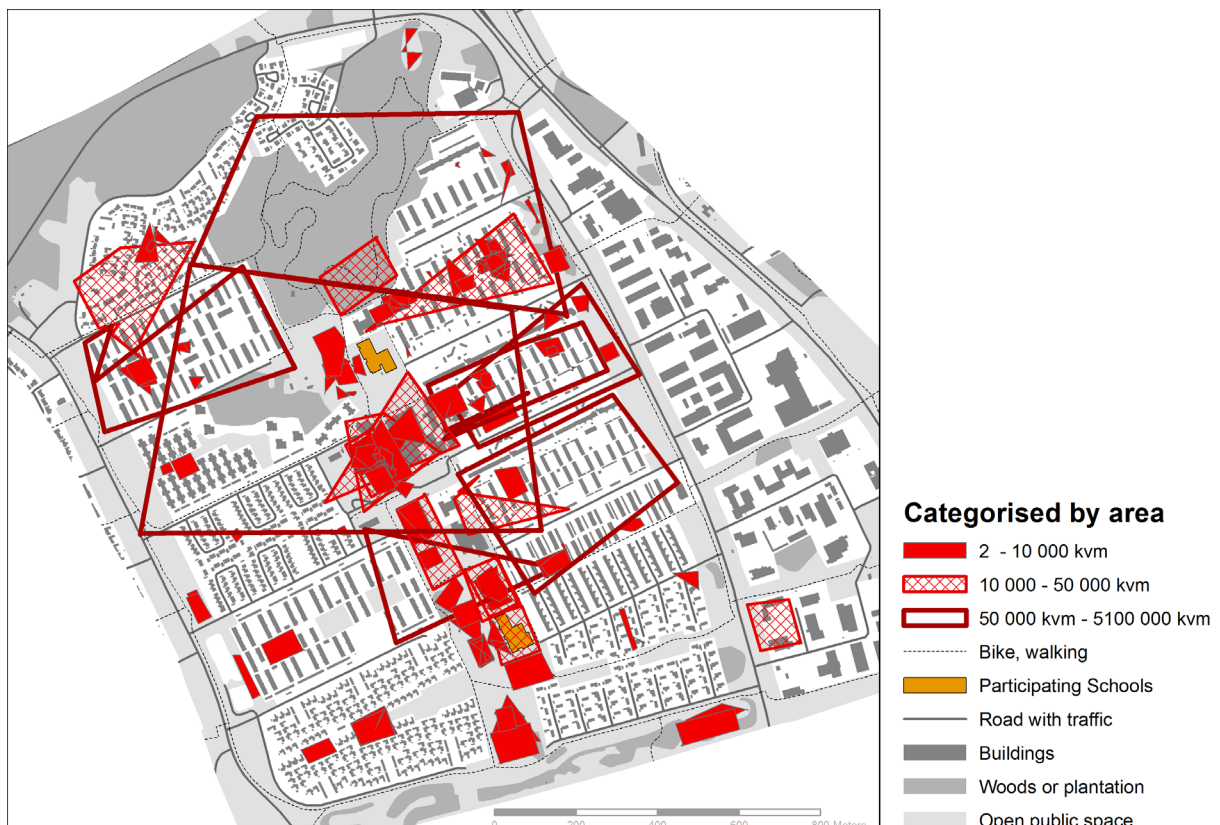 Categorised by area
2 - 10 000 kvm
10 000 - 50 000 kvm
50 000 kvm - 5100 000 kvm
Bike, walking
Participating Schools
Road with traffic
Buildings
Woods or plantation
Open public space
0 200 400 600 800 Meters